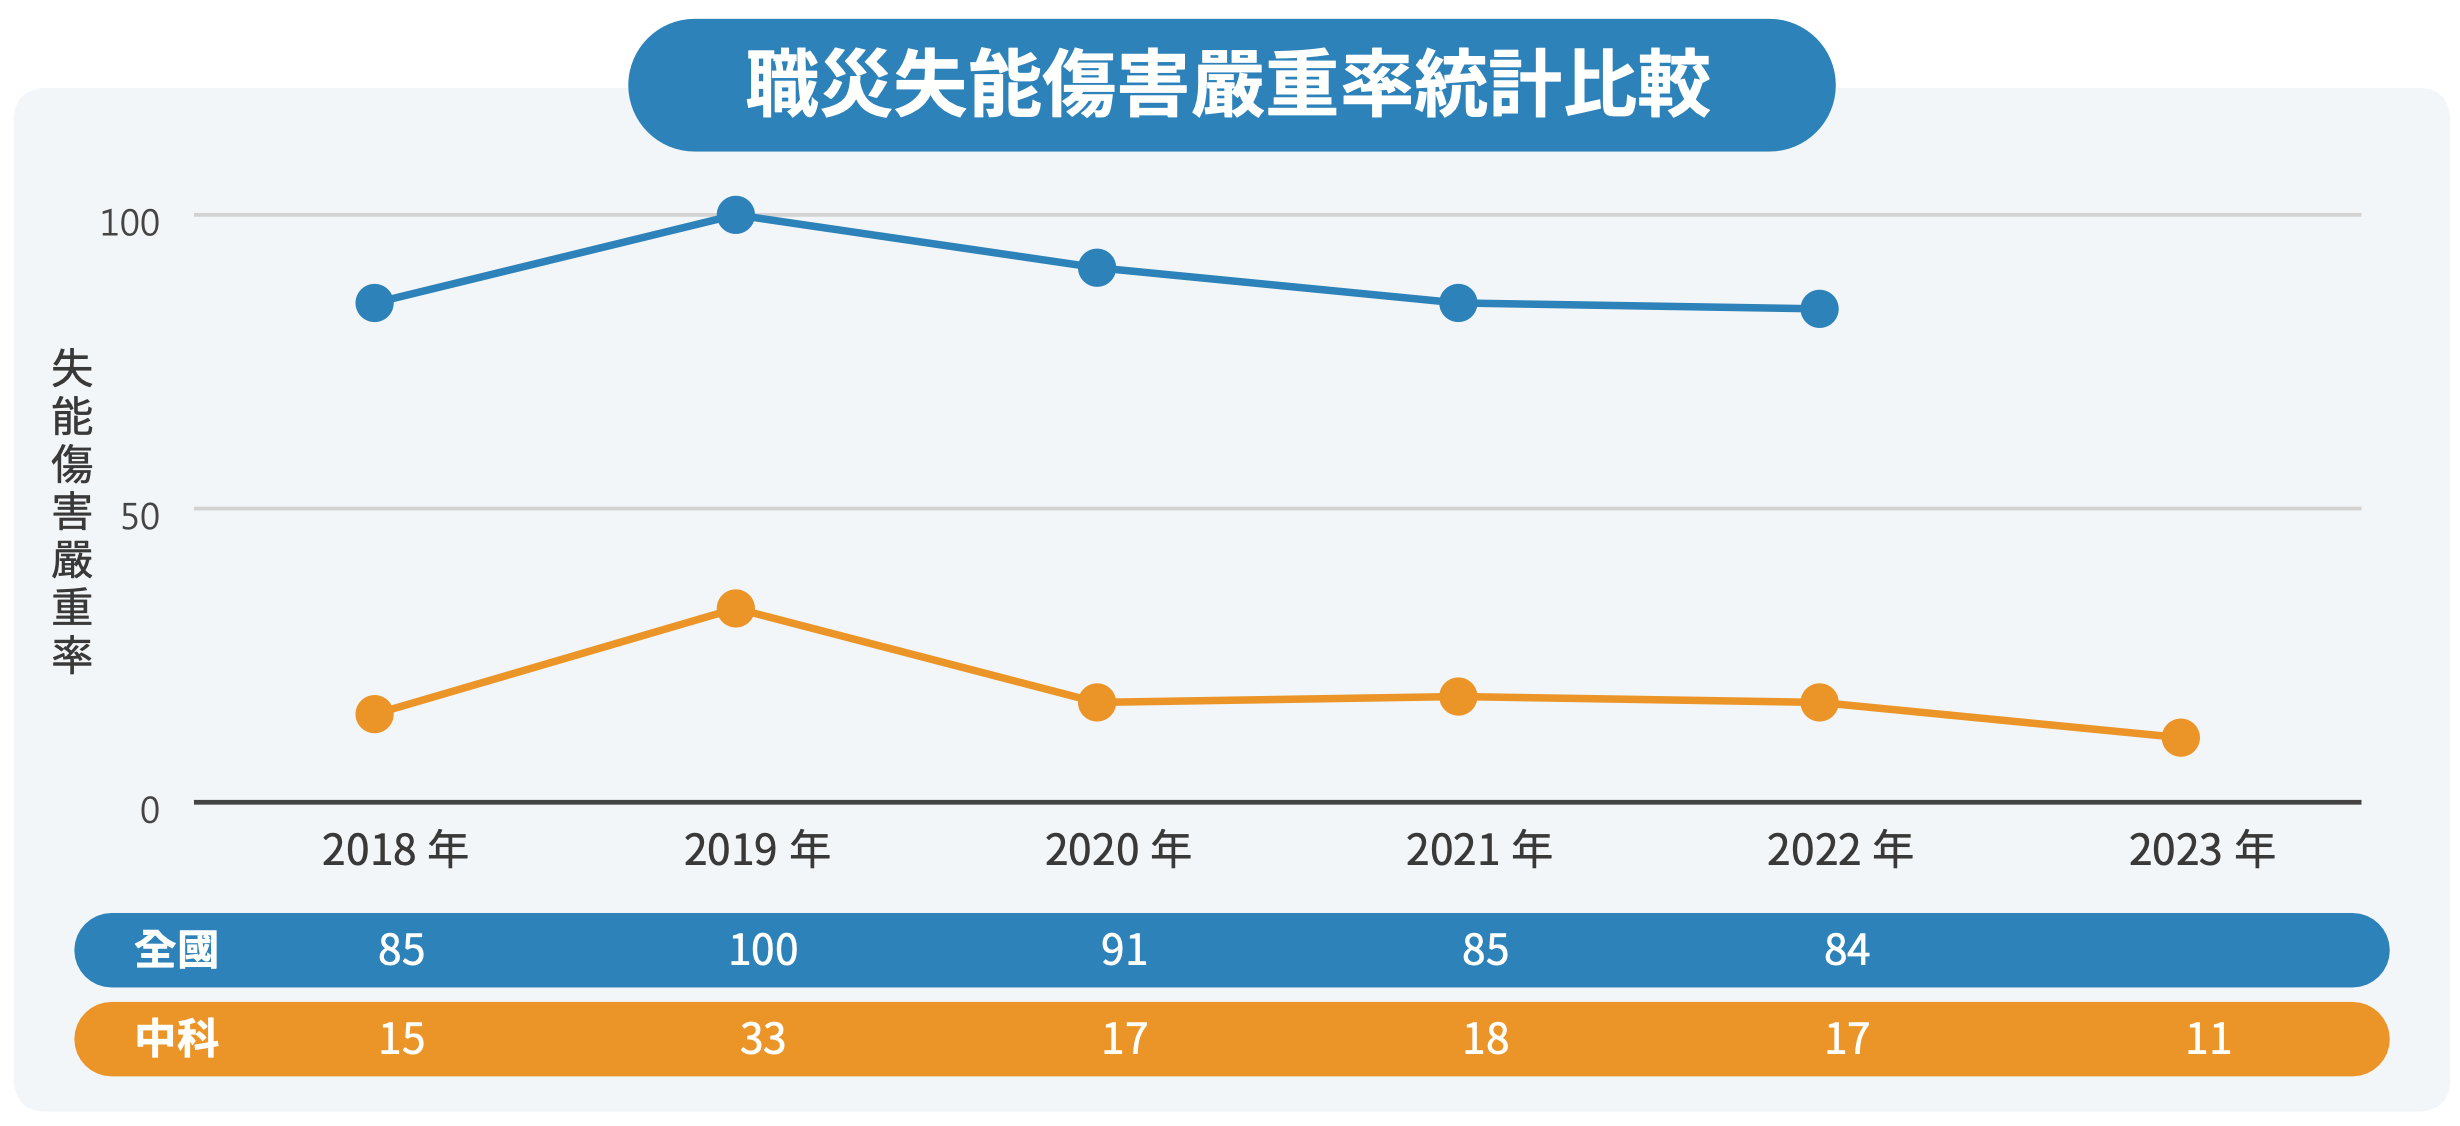 職災失能傷害嚴重率統計比較
失能傷害嚴重率
100
50
0
2018 年 2019 年 2020 年 2021 年 2022 年 2023 年
全國 85 100 91 85 84
中科 15 33 17 18 17 11